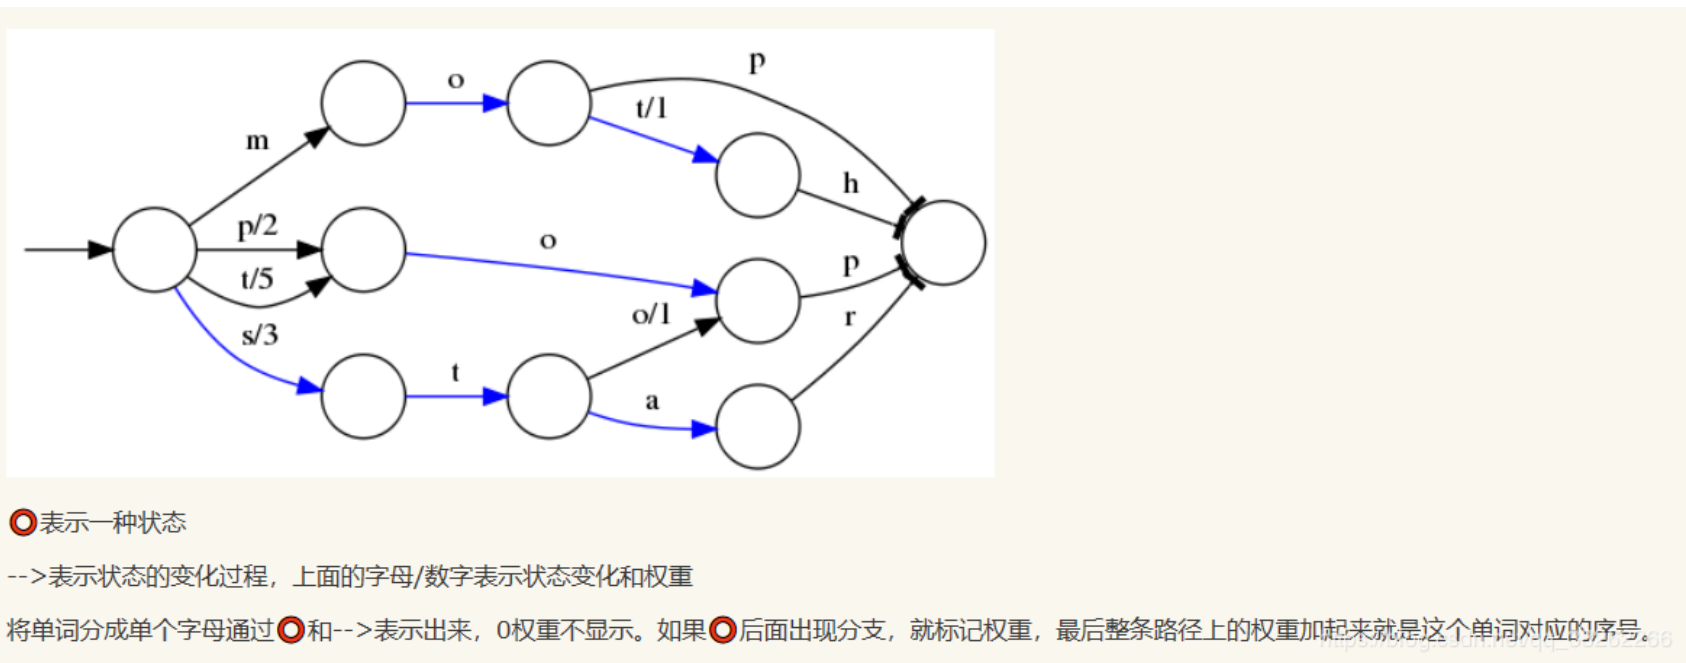 p
o
t/1
m
h
p/2
o
t/5
p
o/1
r
s/3
t
a
表示一种状态
-->表示状态的变化过程，上面的字母/数字表示状态变化和权重
将单词分成单个字母通过和-->表示出来，0权重不显示。如果后面出现分支，就标记权重，最后整条路径上的权重加起来就是这个单词对应的序号。